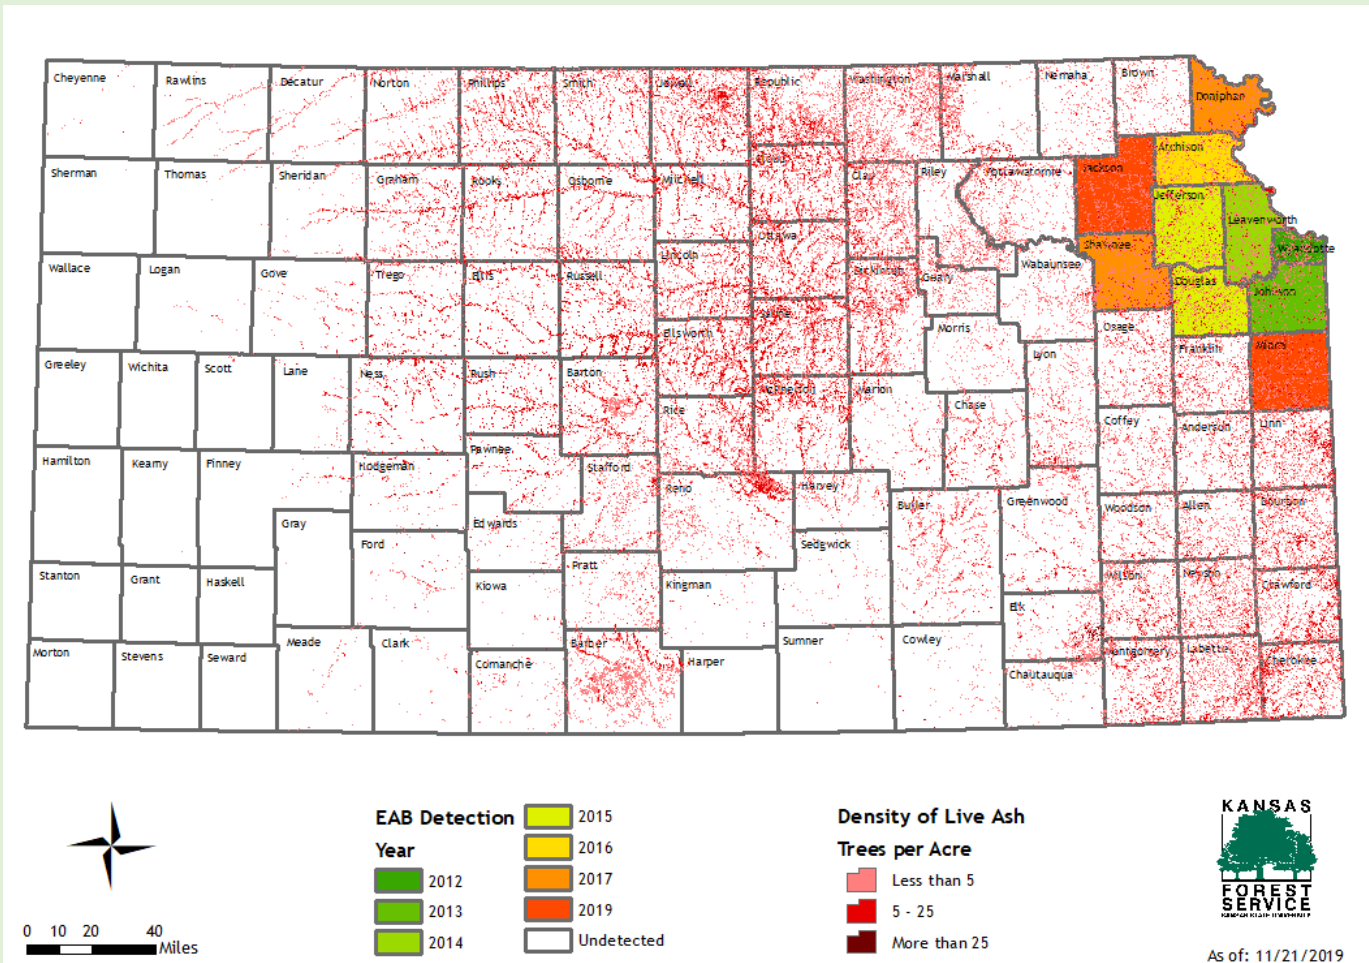 Cheyenne
Rawlins
Decatur
Norton
Phillips
Smith
Jewell
Republic
Washington
Marshall
Nemaha
Brown
Doniphan
Atchison
Sherman
Thomas
Sheridan
Graham
Rooks
Osborne
Mitchell
Cloud
Clay
Riley
Pottawatomie
Jackson
Jefferson
Leavenworth
Wyandotte
Wallace
Logan
Gove
Trego
Ellis
Russell
Lincoln
Ottawa
Dickinson
Geary
Wabaunsee
Shawnee
Douglas
Johnson
Saline
Ellsworth
Morris
Osage
Franklin
Miami
Greeley
Wichita
Scott
Lane
Ness
Rush
Barton
Rice
McPherson
Marion
Chase
Lyon
Coffey
Anderson
Linn
Hamilton
Kearny
Finney
Hodgeman
Pawnee
Stafford
Reno
Harvey
Butler
Greenwood
Woodson
Allen
Bourbon
Gray
Ford
Edwards
Sedgwick
Stanton
Grant
Haskell
Kiowa
Pratt
Kingman
Elk
Wilson
Neosho
Crawford
Morton
Stevens
Seward
Meade
Clark
Comanche
Barber
Harper
Sumner
Cowley
Chautauqua
Montgomery
Labette
Cherokee
0 10 20 40
Miles
EAB Detection
Year
2012
2013
2014
2015
2016
2017
2019
Undetected
Density of Live Ash
Trees per Acre
Less than 5
5 - 25
More than 25
KANSAS
FOREST
SERVICE
KANSAS STATE UNIVERSITY
As of: 11/21/2019